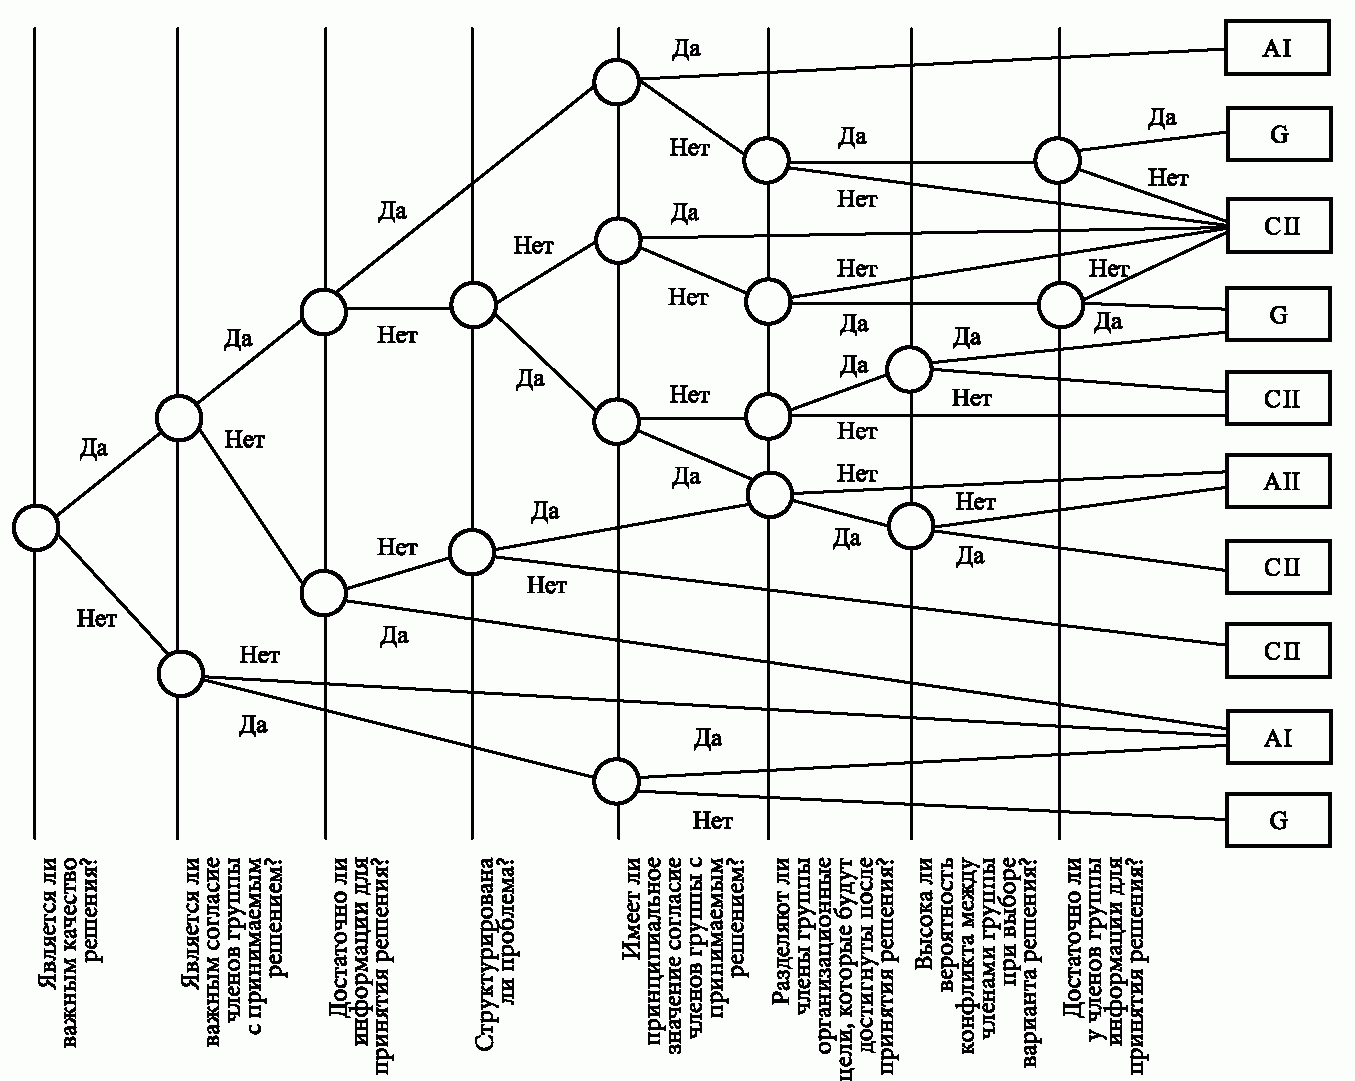 Да
AI
Да
G
Да
Нет
Нет
Да
Нет
Да
CII
Нет
Нет
Нет
Нет
G
Да
Да
Да
Да
Нет
Да
Да
Нет
Нет
CII
Да
Нет
Нет
Да
Нет
AII
Да
Нет
Нет
Да
Да
CII
Нет
Нет
Да
Нет
CII
Да
Да
AI
Нет
G
Является ли
важным качество
решения?
Является ли
важным согласие
членов группы
с принимаемым
решением?
Достаточно ли
информации для
принятия решения?
Структурирована
ли проблема?
Имеет ли
принципиальное
значение согласие
членов группы с
принимаемым
решением?
Разделяют ли
члены группы
организационные
цели, которые будут
достигнуты после
принятия решения?
Высока ли
вероятность
конфликта между
членами группы
при выборе
варианта решения?
Достаточно ли
у членов группы
информации для
принятия решения?